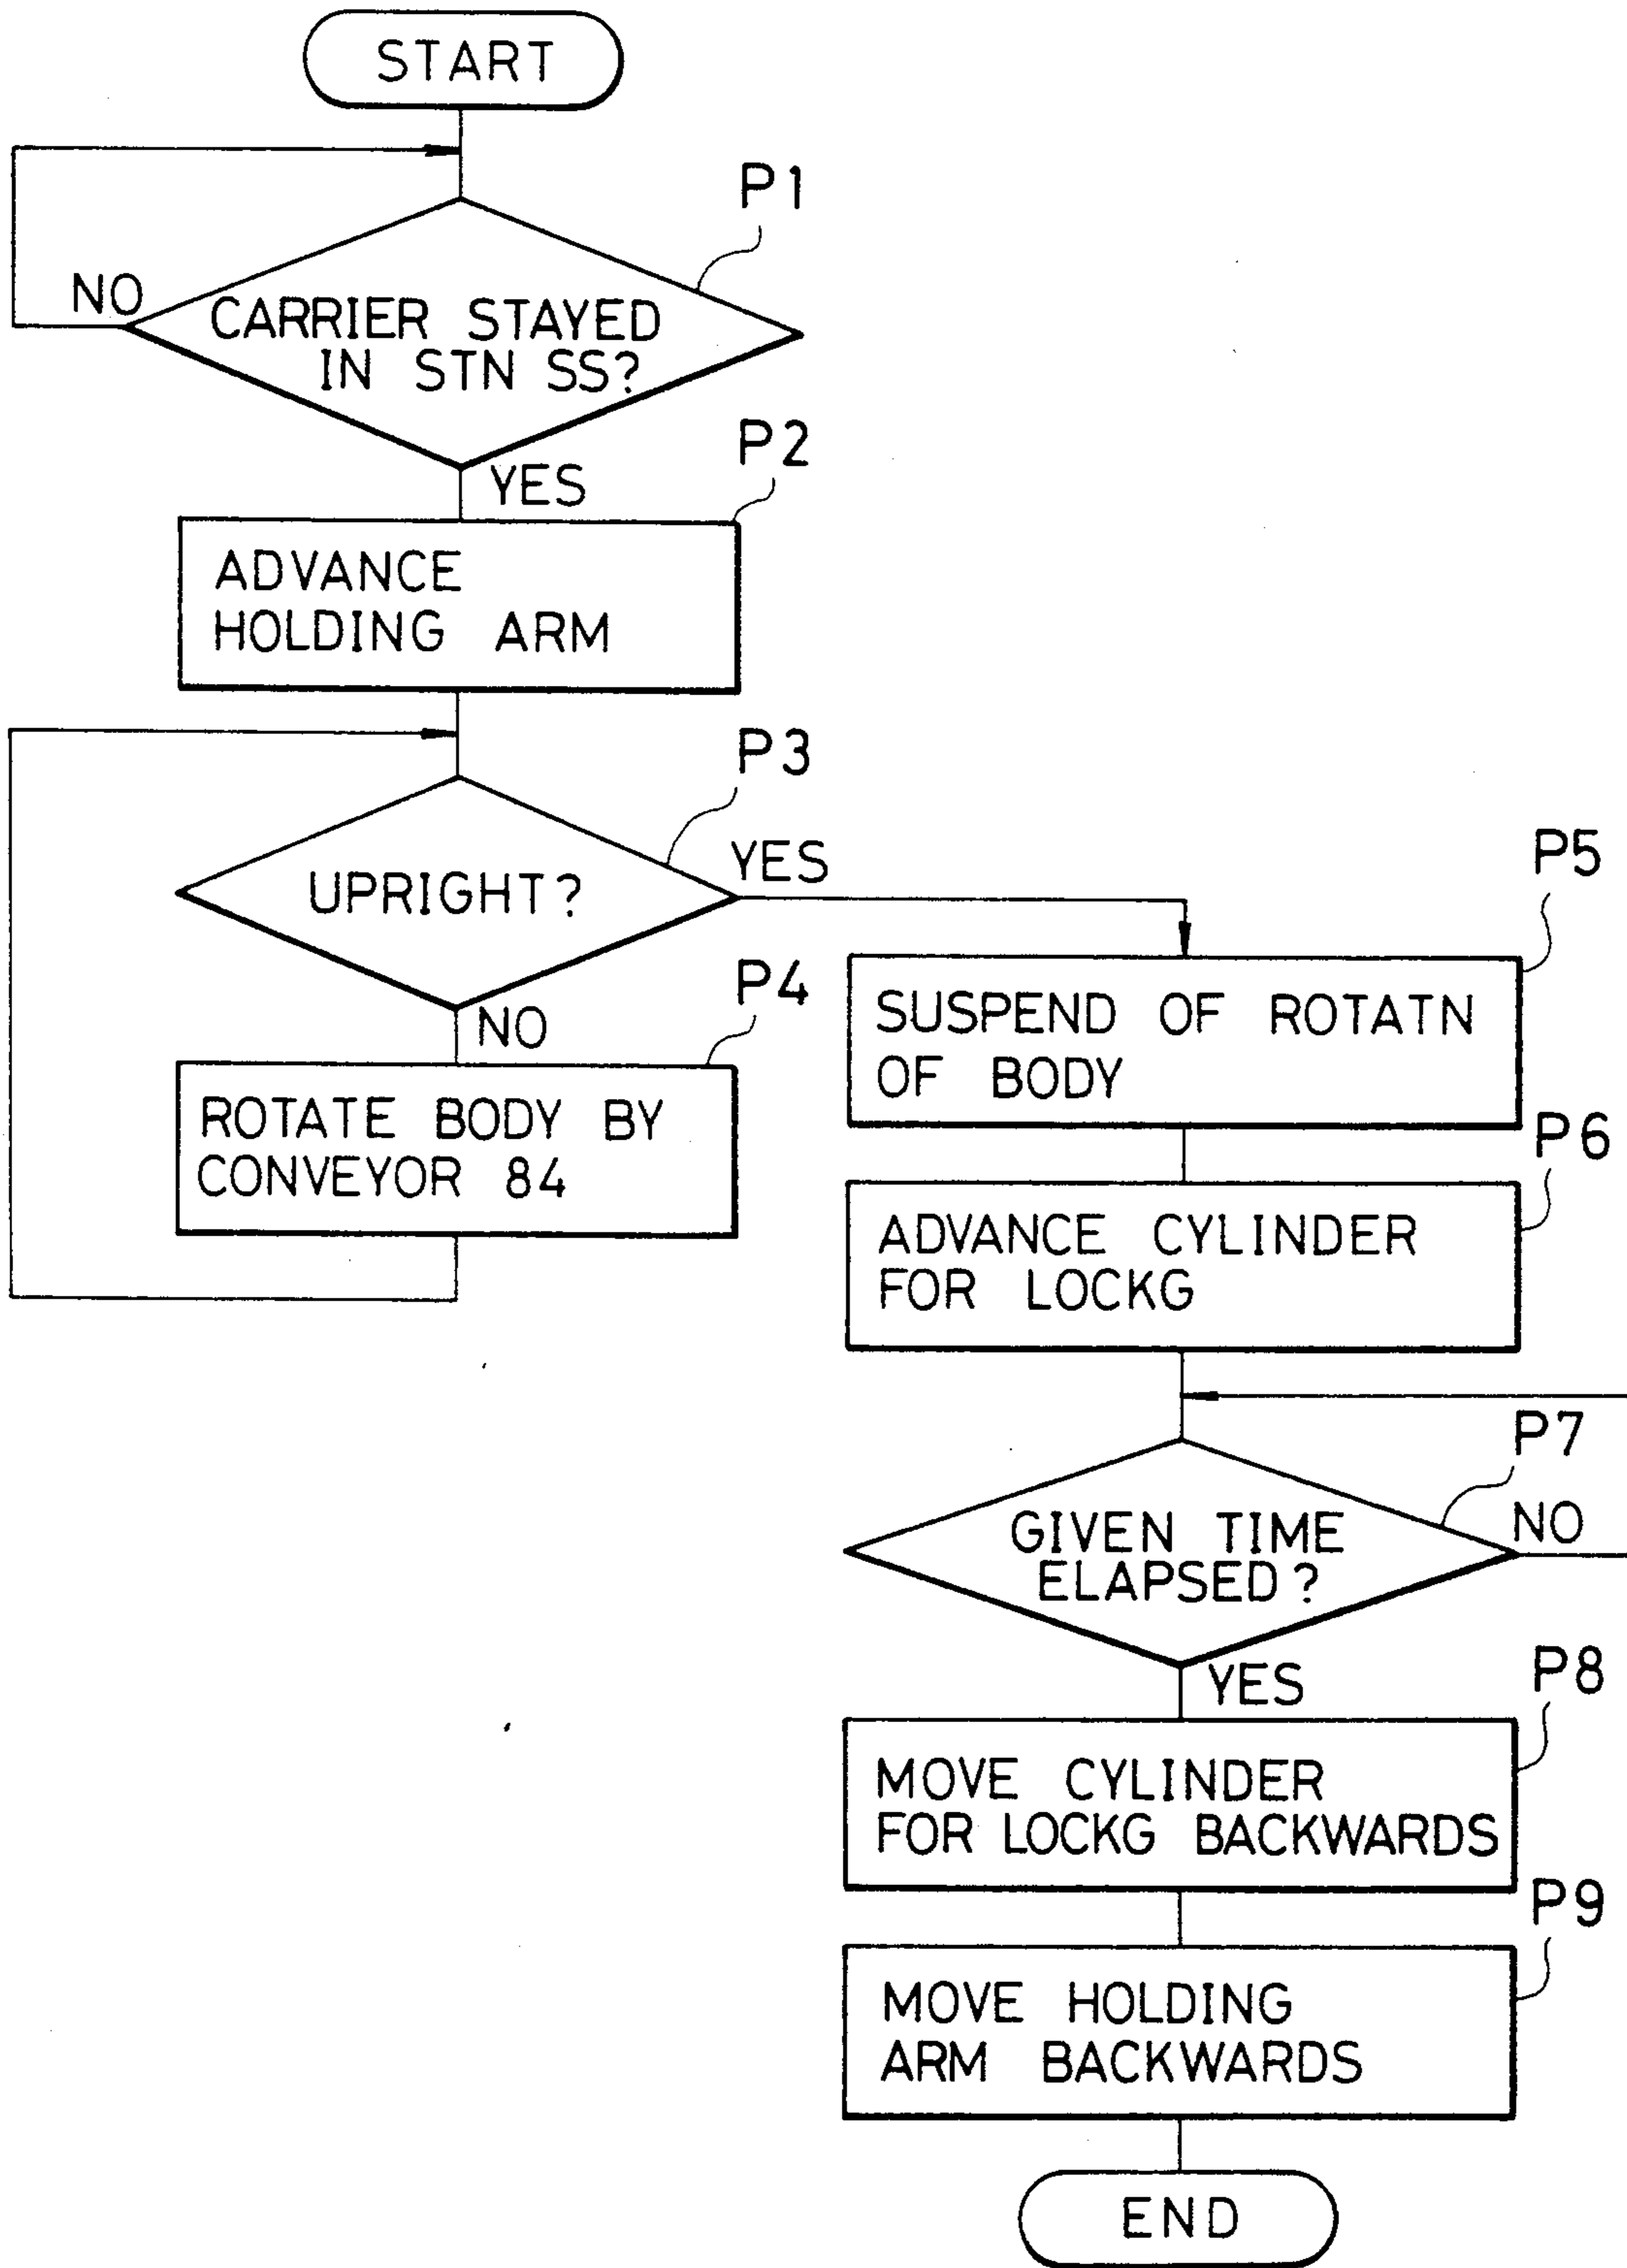 START
P1
NO
CARRIER STAYED
IN STN SS?
YES
P2
ADVANCE
HOLDING ARM
P3
UPRIGHT?
YES
NO
P4
ROTATE BODY BY
CONVEYOR 84
P5
SUSPEND OF ROTATN
OF BODY
P6
ADVANCE CYLINDER
FOR LOCKG
P7
GIVEN TIME
ELAPSED?
NO
YES
P8
MOVE CYLINDER
FOR LOCKG BACKWARDS
P9
MOVE HOLDING
ARM BACKWARDS
END